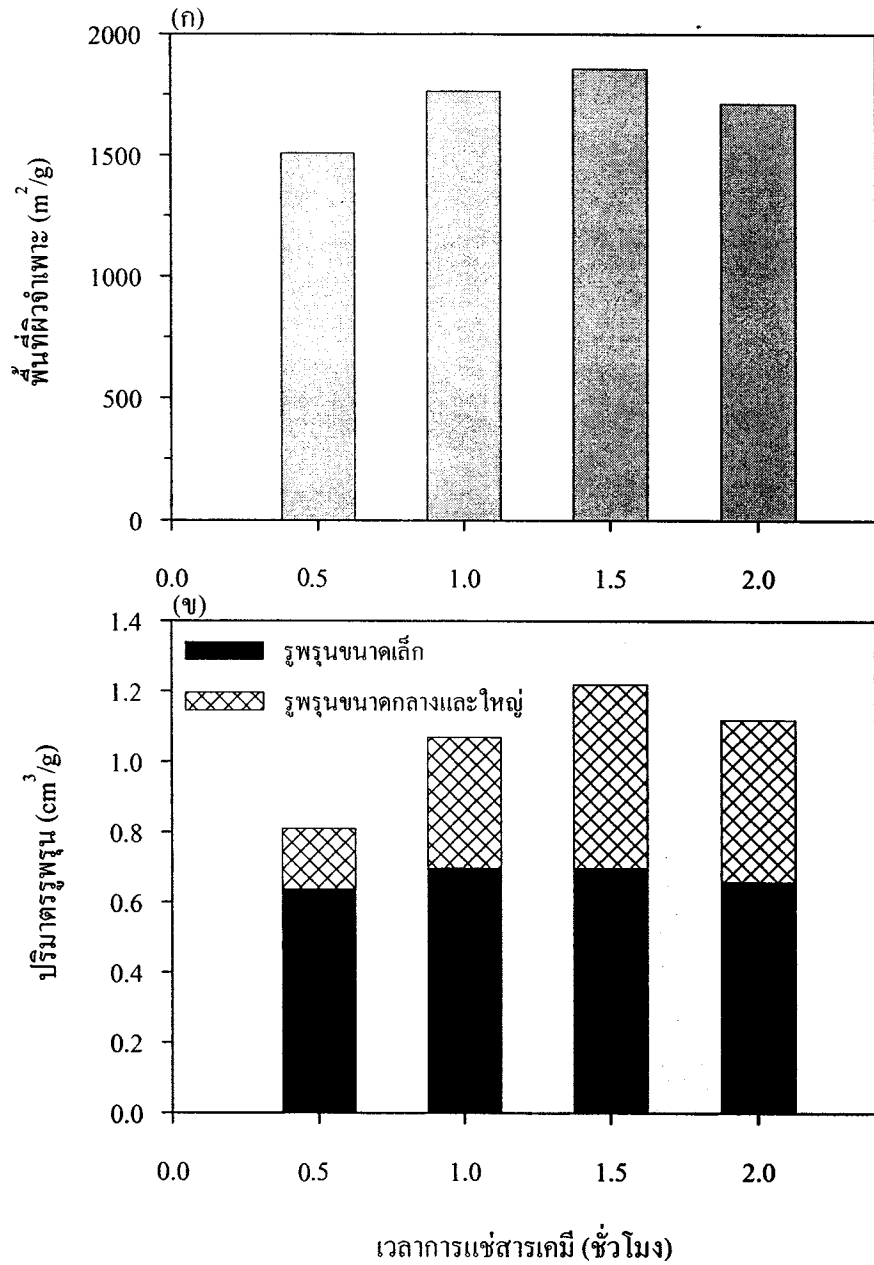 (ก)
2000
1500
1000
500
0
พื้นที่ผิวจำเพาะ (m²/g)
0.0 0.5 1.0 1.5 2.0
(ข)
1.4
1.2
1.0
0.8
0.6
0.4
0.2
0.0
รูพรุนขนาดเล็ก
รูพรุนขนาดกลางและใหญ่
ปริมาตรรูพรุน (cm³/g)
0.0 0.5 1.0 1.5 2.0
เวลาการแช่สารเคมี (ชั่วโมง)